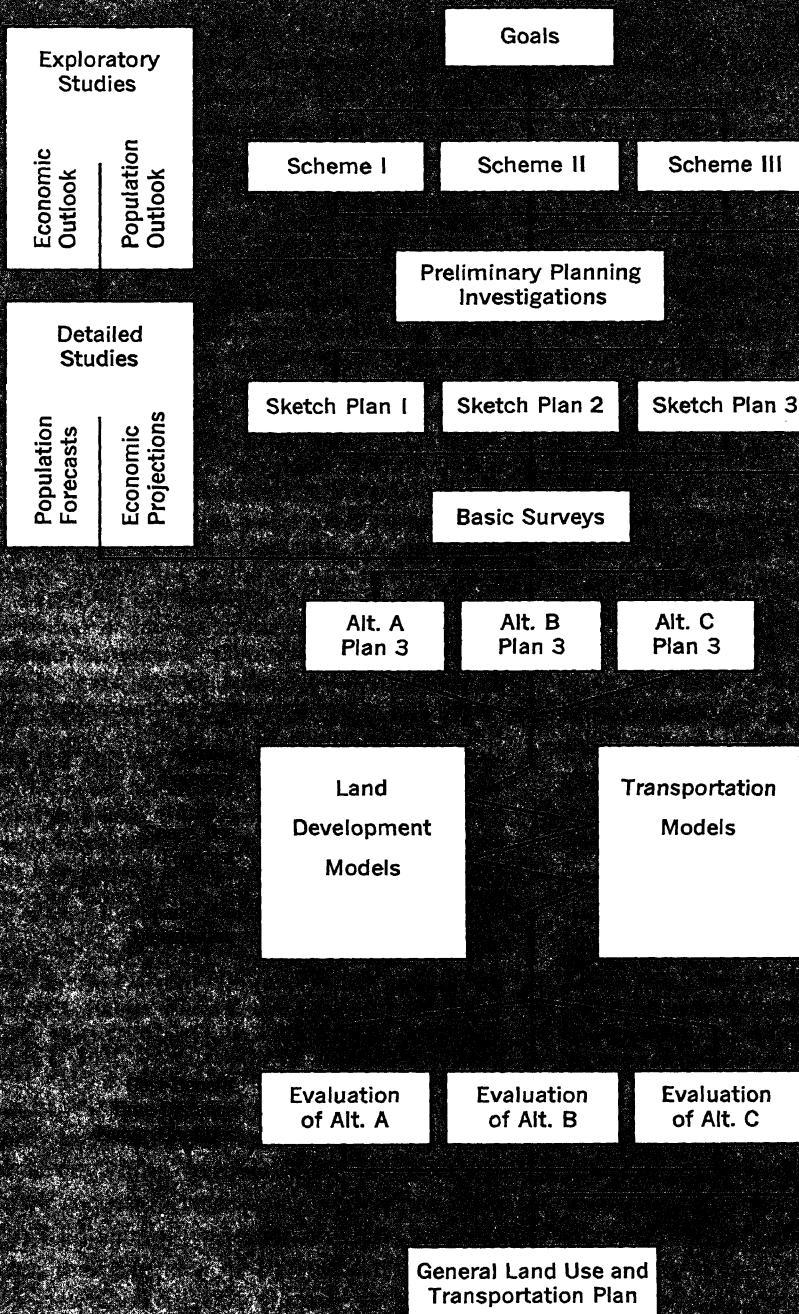 Goals
Exploratory
Studies
Economic
Outlook
Population
Outlook
Scheme I
Scheme II
Scheme III
Preliminary Planning
Investigations
Detailed
Studies
Population
Forecasts
Economic
Projections
Sketch Plan I
Sketch Plan 2
Sketch Plan 3
Basic Surveys
Alt. A
Plan 3
Alt. B
Plan 3
Alt. C
Plan 3
Land
Development
Models
Transportation
Models
Evaluation
of Alt. A
Evaluation
of Alt. B
Evaluation
of Alt. C
General Land Use and
Transportation Plan